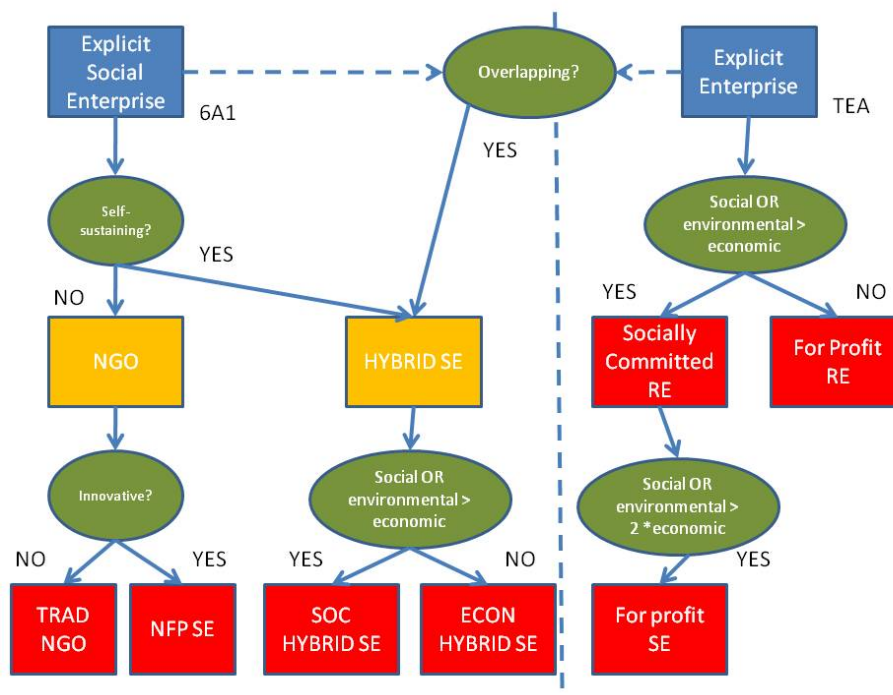 Explicit
Social
Enterprise
6A1
Overlapping?
YES
Explicit
Enterprise
TEA
Self-
sustaining?
YES
NO
Social OR
environmental >
economic
YES
NO
NGO
HYBRID SE
Socially
Committed
RE
For Profit
RE
Innovative?
NO
YES
Social OR
environmental >
economic
YES
NO
Social OR
environmental >
2 *economic
YES
TRAD
NGO
NFP SE
SOC
HYBRID SE
ECON
HYBRID SE
For profit
SE